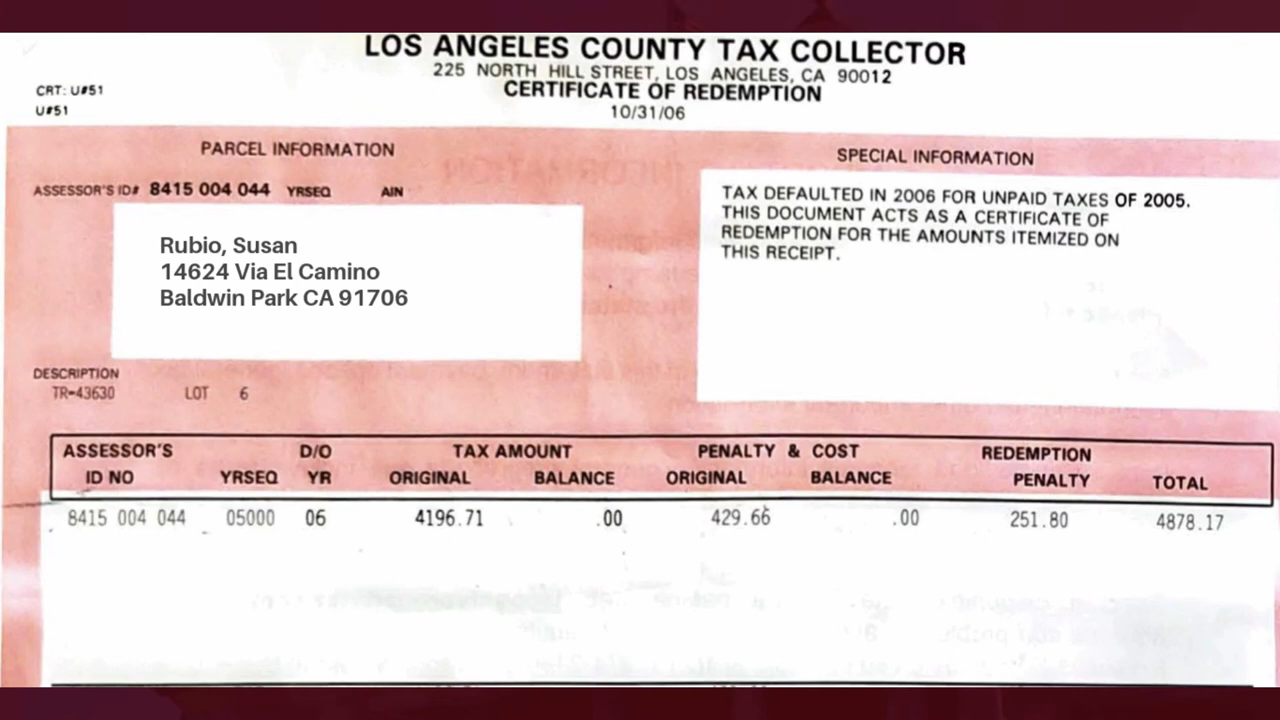 LOS ANGELES COUNTY TAX COLLECTOR
225 NORTH HILL STREET, LOS ANGELES, CA 90012
CERTIFICATE OF REDEMPTION
10/31/06
CRT: U#51
U#51
PARCEL INFORMATION
ASSESSOR'S ID# 8415 004 044 YRSEQ AIN
Rubio, Susan
14624 Via El Camino
Baldwin Park CA 91706
DESCRIPTION
TR-43630 LOT 6
SPECIAL INFORMATION
TAX DEFAULTED IN 2006 FOR UNPAID TAXES OF 2005.
THIS DOCUMENT ACTS AS A CERTIFICATE OF
REDEMPTION FOR THE AMOUNTS ITEMIZED ON
THIS RECEIPT.
ASSESSOR'S D/O TAX AMOUNT PENALTY & COST REDEMPTION
ID NO YRSEQ YR ORIGINAL BALANCE ORIGINAL BALANCE PENALTY TOTAL
8415 004 044 05000 06 4196.71 .00 429.66 .00 251.80 4878.17